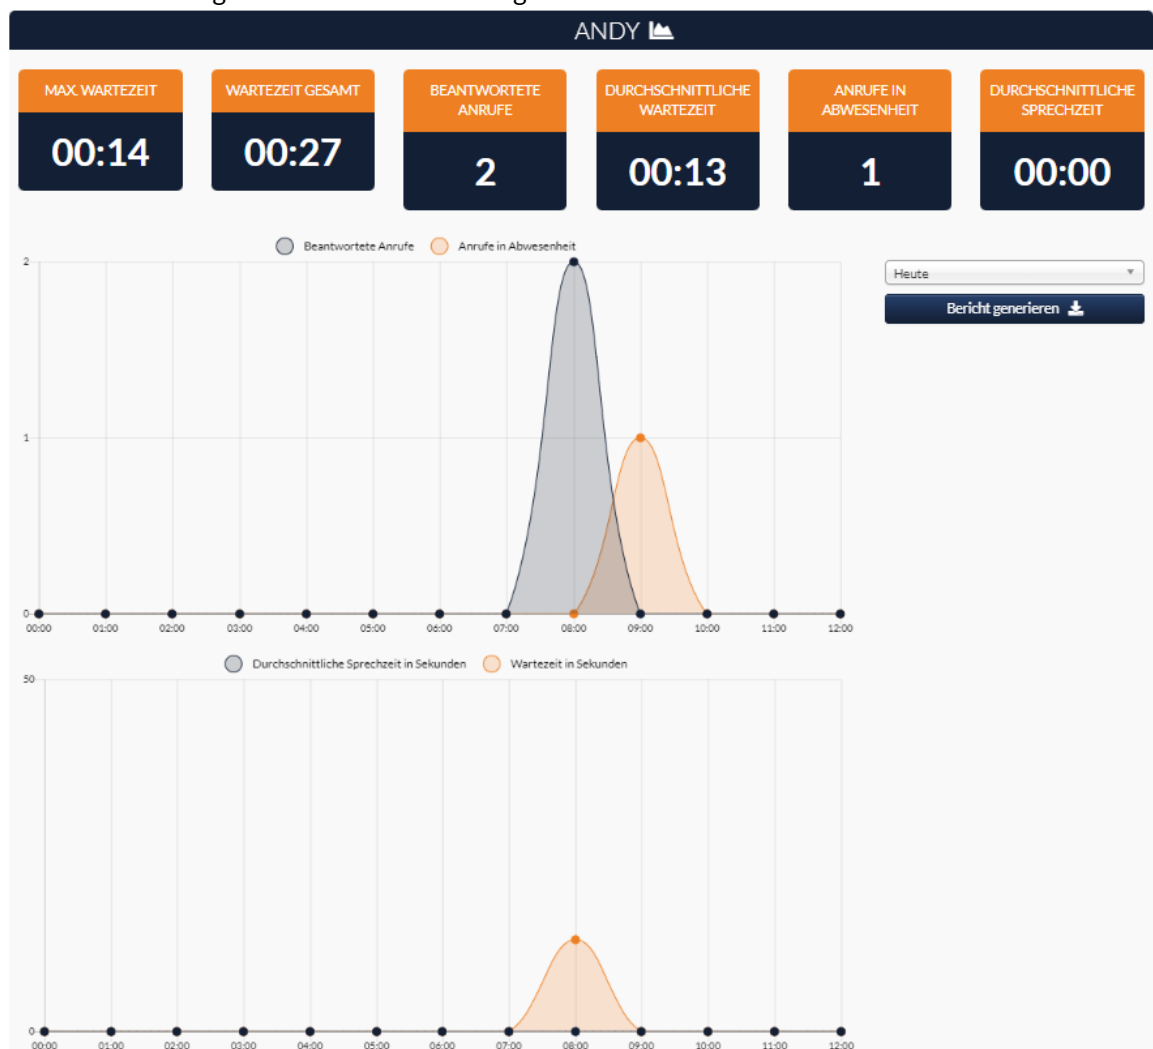 ANDY
MAX. WARTEZEIT
00:14
WARTEZEIT GESAMT
00:27
BEANTWORTETE
ANRUFE
2
DURCHSCHNITTLICHE
WARTEZEIT
00:13
ANRUFE IN
ABWESENHEIT
1
DURCHSCHNITTLICHE
SPRECHZEIT
00:00
Beantwortete Anrufe Anrufe in Abwesenheit
Heute
Bericht generieren
2
1
0
00:00 01:00 02:00 03:00 04:00 05:00 06:00 07:00 08:00 09:00 10:00 11:00 12:00
Durchschnittliche Sprechzeit in Sekunden Wartezeit in Sekunden
50
0
00:00 01:00 02:00 03:00 04:00 05:00 06:00 07:00 08:00 09:00 10:00 11:00 12:00